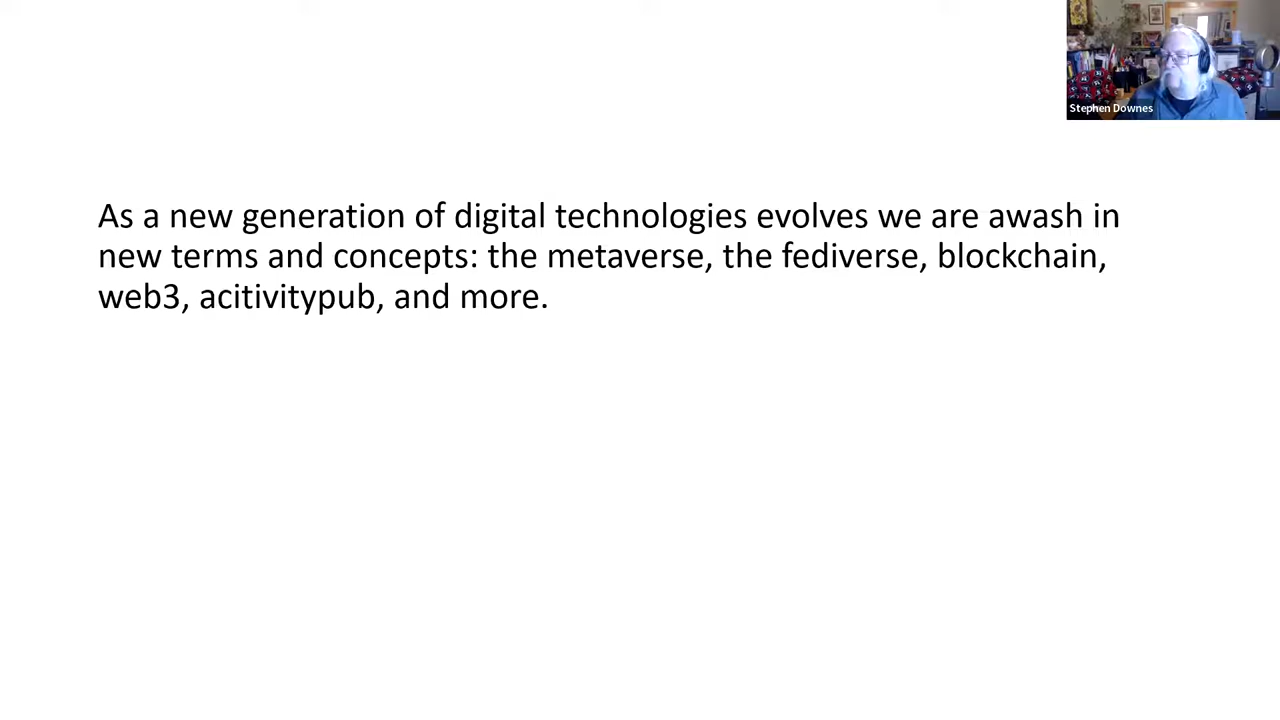 Stephen Downes
As a new generation of digital technologies evolves we are awash in
new terms and concepts: the metaverse, the fediverse, blockchain,
web3, acitivitypub, and more.